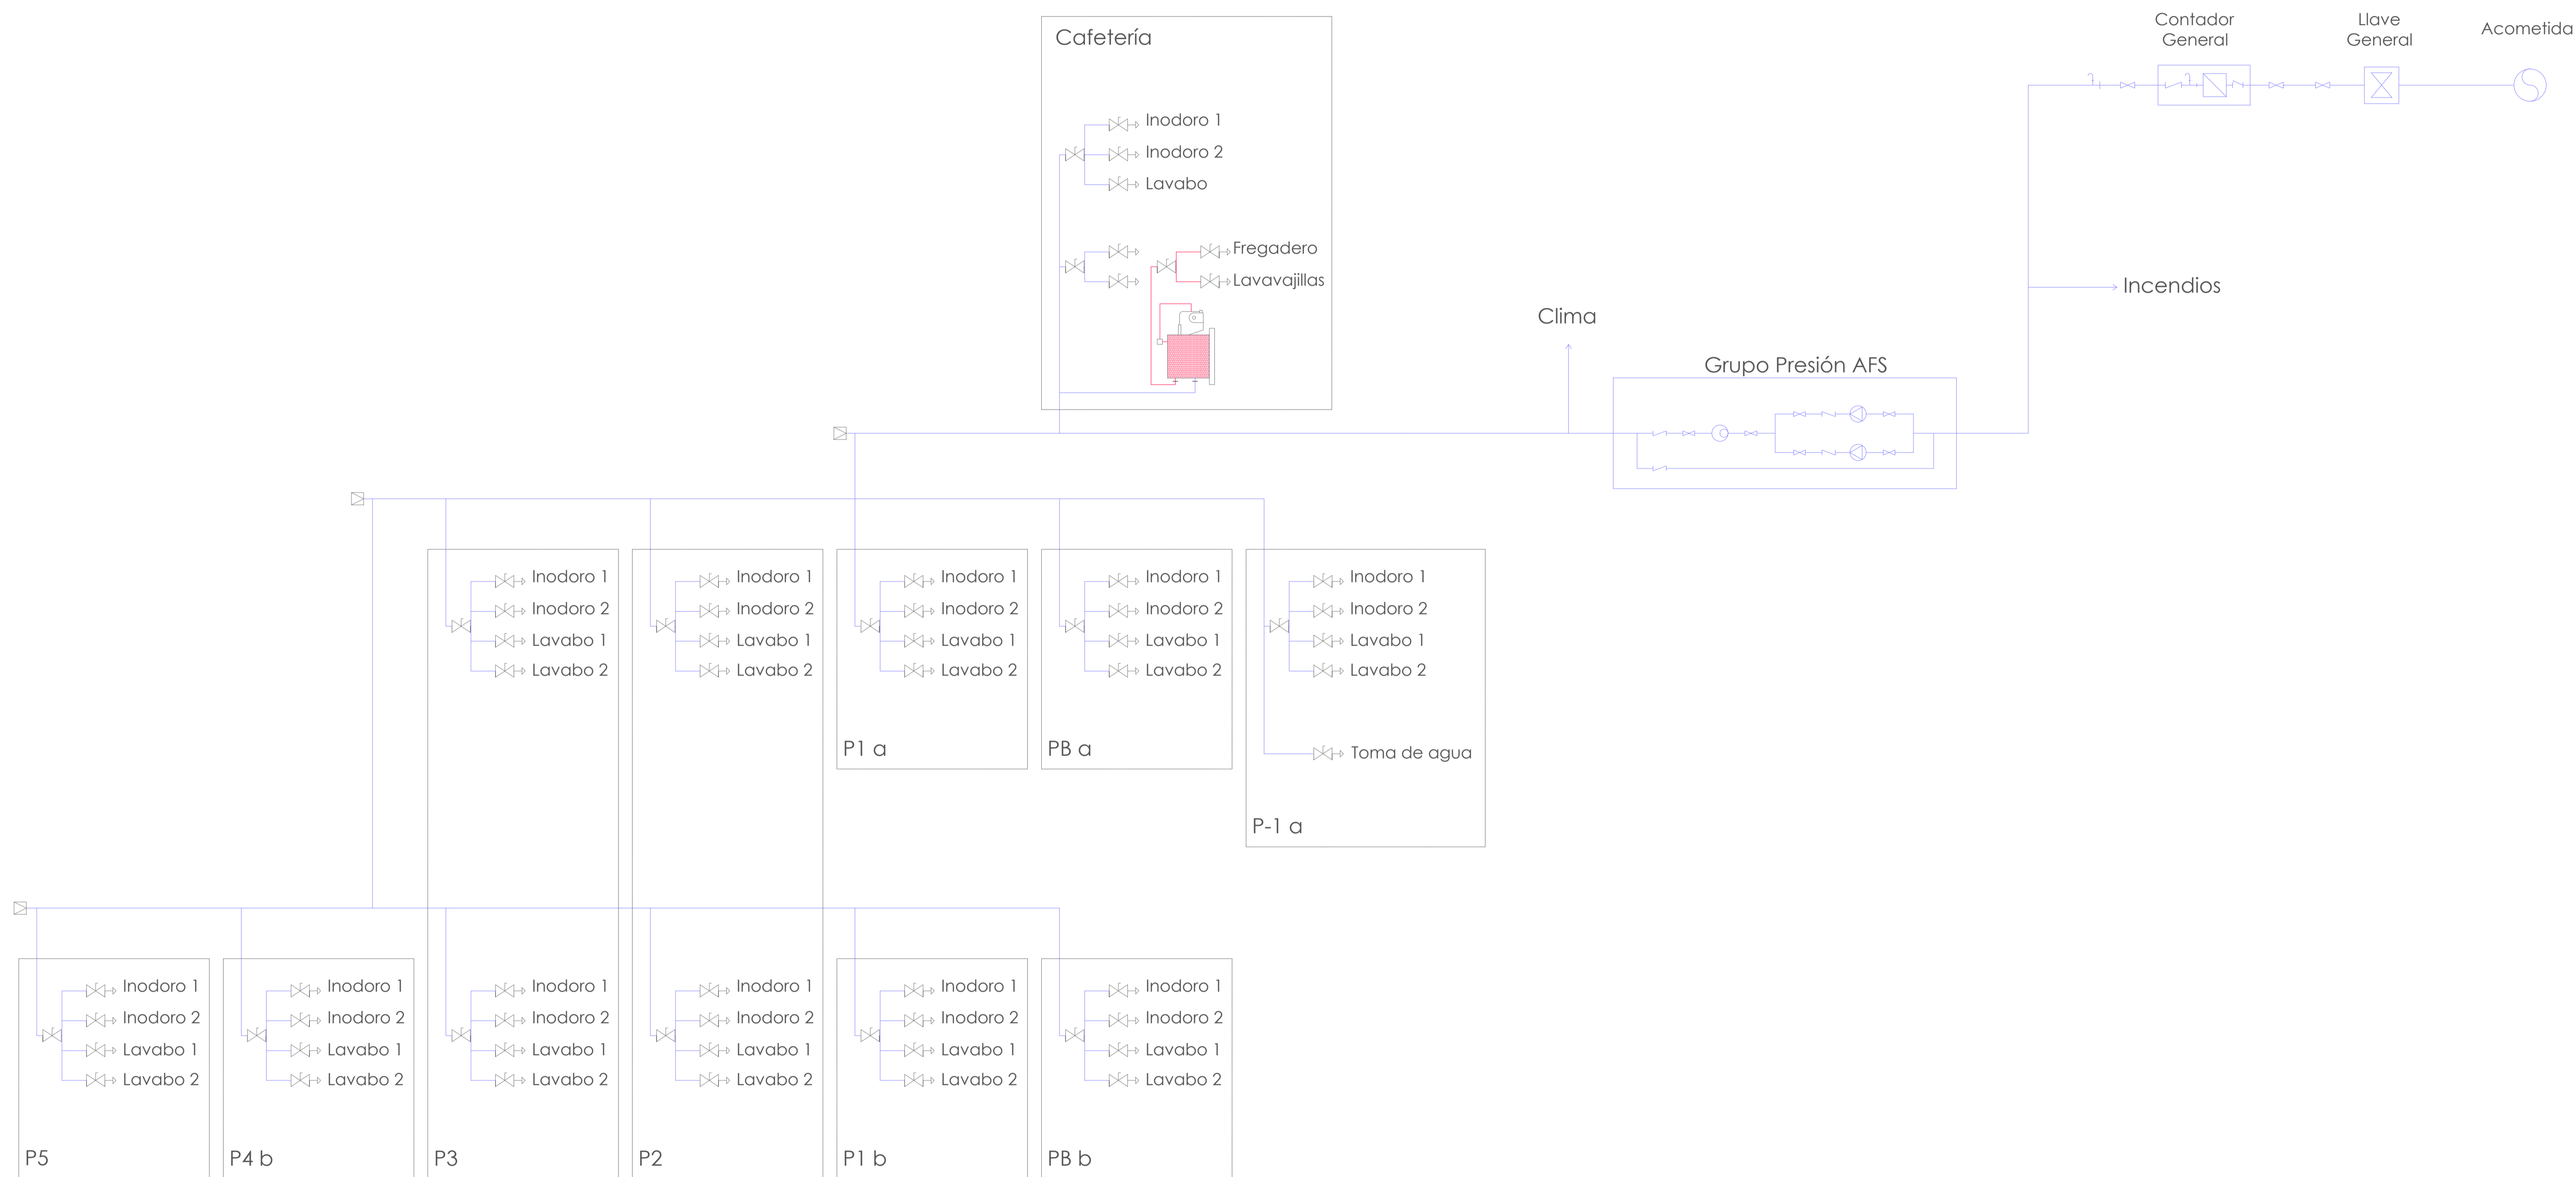 Cafetería
Inodoro 1
Inodoro 2
Lavabo
Fregadero
Lavavajillas
Contador
General
Llave
General
Acometida
Incendios
Clima
Grupo Presión AFS
Inodoro 1
Inodoro 2
Lavabo 1
Lavabo 2
Inodoro 1
Inodoro 2
Lavabo 1
Lavabo 2
Inodoro 1
Inodoro 2
Lavabo 1
Lavabo 2
P1 a
Inodoro 1
Inodoro 2
Lavabo 1
Lavabo 2
PB a
Inodoro 1
Inodoro 2
Lavabo 1
Lavabo 2
Toma de agua
P-1 a
Inodoro 1
Inodoro 2
Lavabo 1
Lavabo 2
P5
Inodoro 1
Inodoro 2
Lavabo 1
Lavabo 2
P4 b
Inodoro 1
Inodoro 2
Lavabo 1
Lavabo 2
P3
Inodoro 1
Inodoro 2
Lavabo 1
Lavabo 2
P2
Inodoro 1
Inodoro 2
Lavabo 1
Lavabo 2
P1 b
Inodoro 1
Inodoro 2
Lavabo 1
Lavabo 2
PB b